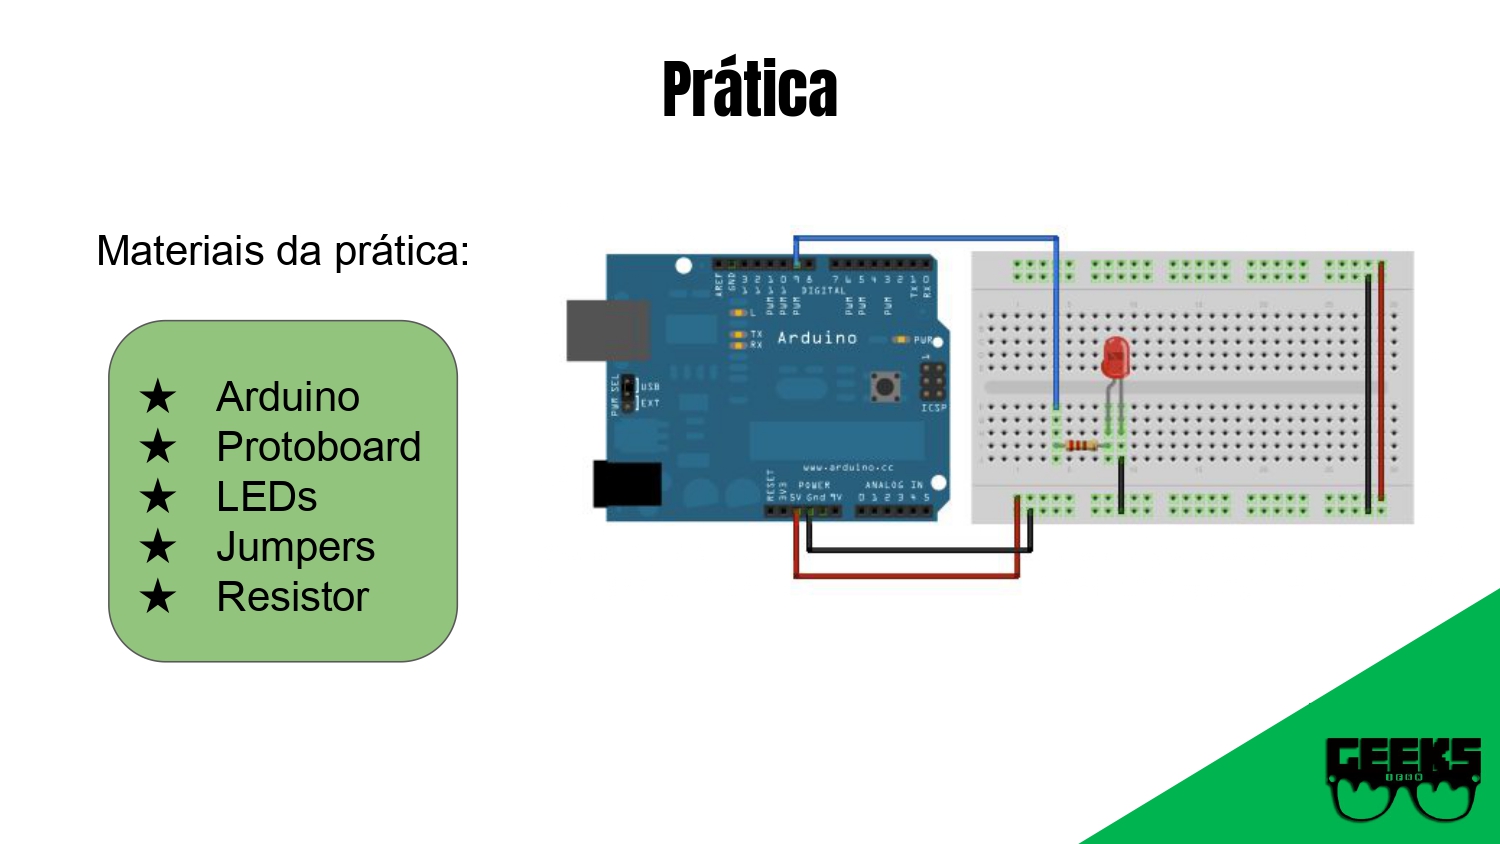 Prática
Materiais da prática:
★ Arduino
★ Protoboard
★ LEDs
★ Jumpers
★ Resistor
AREF
GND
13 12 11 10 9 8
7 6 5 4 3 2
TX 1
RX 0
DIGITAL
PWM PWM PWM
PWM PWM PWM
L
TX
RX
Arduino
PWR
1
PWR SEL
USB
EXT
ICSP
www.arduino.cc
POWER
ANALOG IN
RESET
3V3
5V Gnd 9V
0 1 2 3 4 5
GEEKS
IFRN